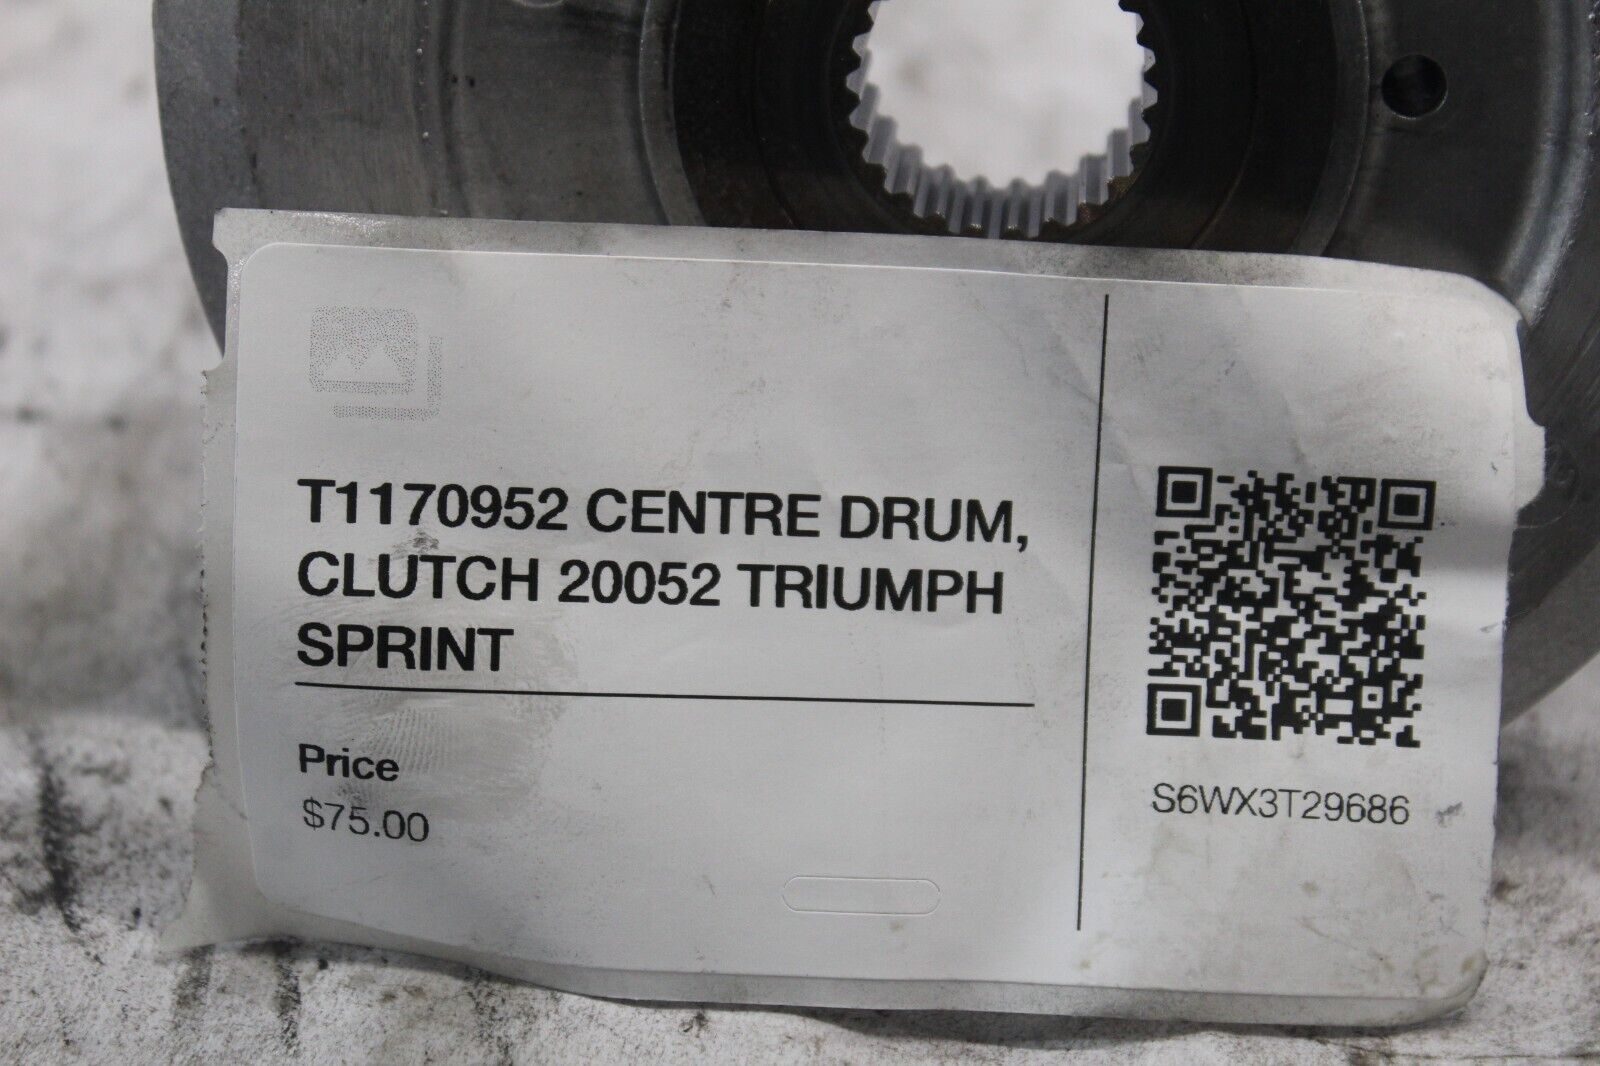 T1170952 CENTRE DRUM,
CLUTCH 20052 TRIUMPH
SPRINT
Price
$75.00
S6WX3T29686